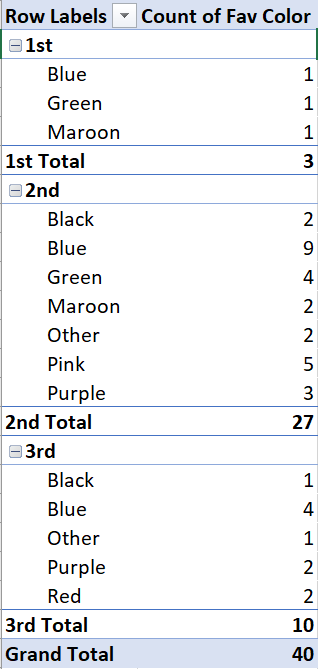 Row Labels Count of Fav Color
1st
Blue 1
Green 1
Maroon 1
1st Total 3
2nd
Black 2
Blue 9
Green 4
Maroon 2
Other 2
Pink 5
Purple 3
2nd Total 27
3rd
Black 1
Blue 4
Other 1
Purple 2
Red 2
3rd Total 10
Grand Total 40